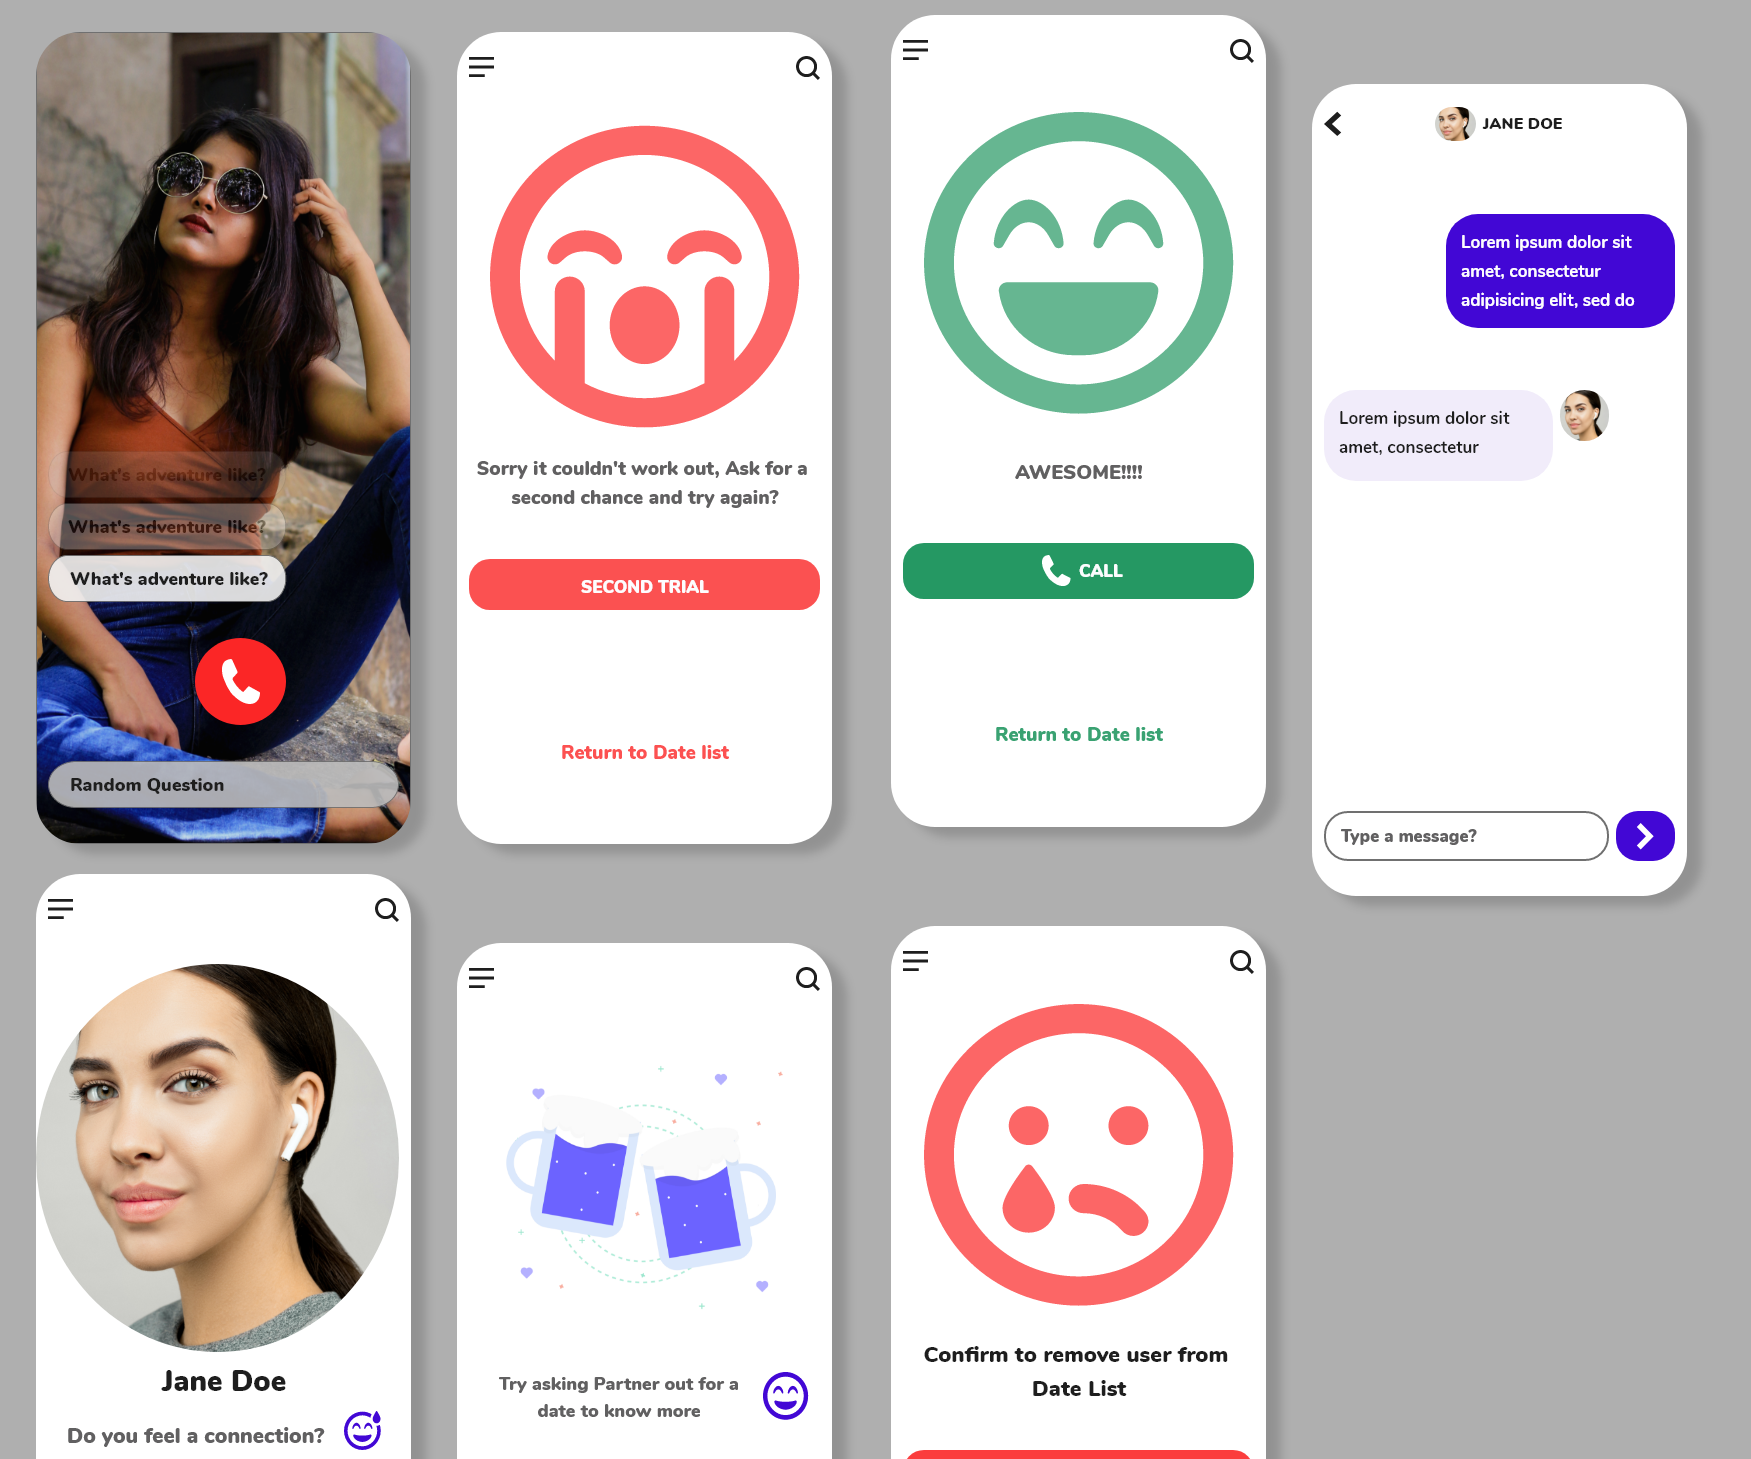 What's adventure like?
What's adventure like?
What's adventure like?
Random Question
Sorry it couldn't work out, Ask for a
second chance and try again?
SECOND TRIAL
Return to Date list
AWESOME!!!!
CALL
Return to Date list
JANE DOE
Lorem ipsum dolor sit
amet, consectetur
adipisicing elit, sed do
Lorem ipsum dolor sit
amet, consectetur
Type a message?
Jane Doe
Do you feel a connection?
Try asking Partner out for a
date to know more
Confirm to remove user from
Date List